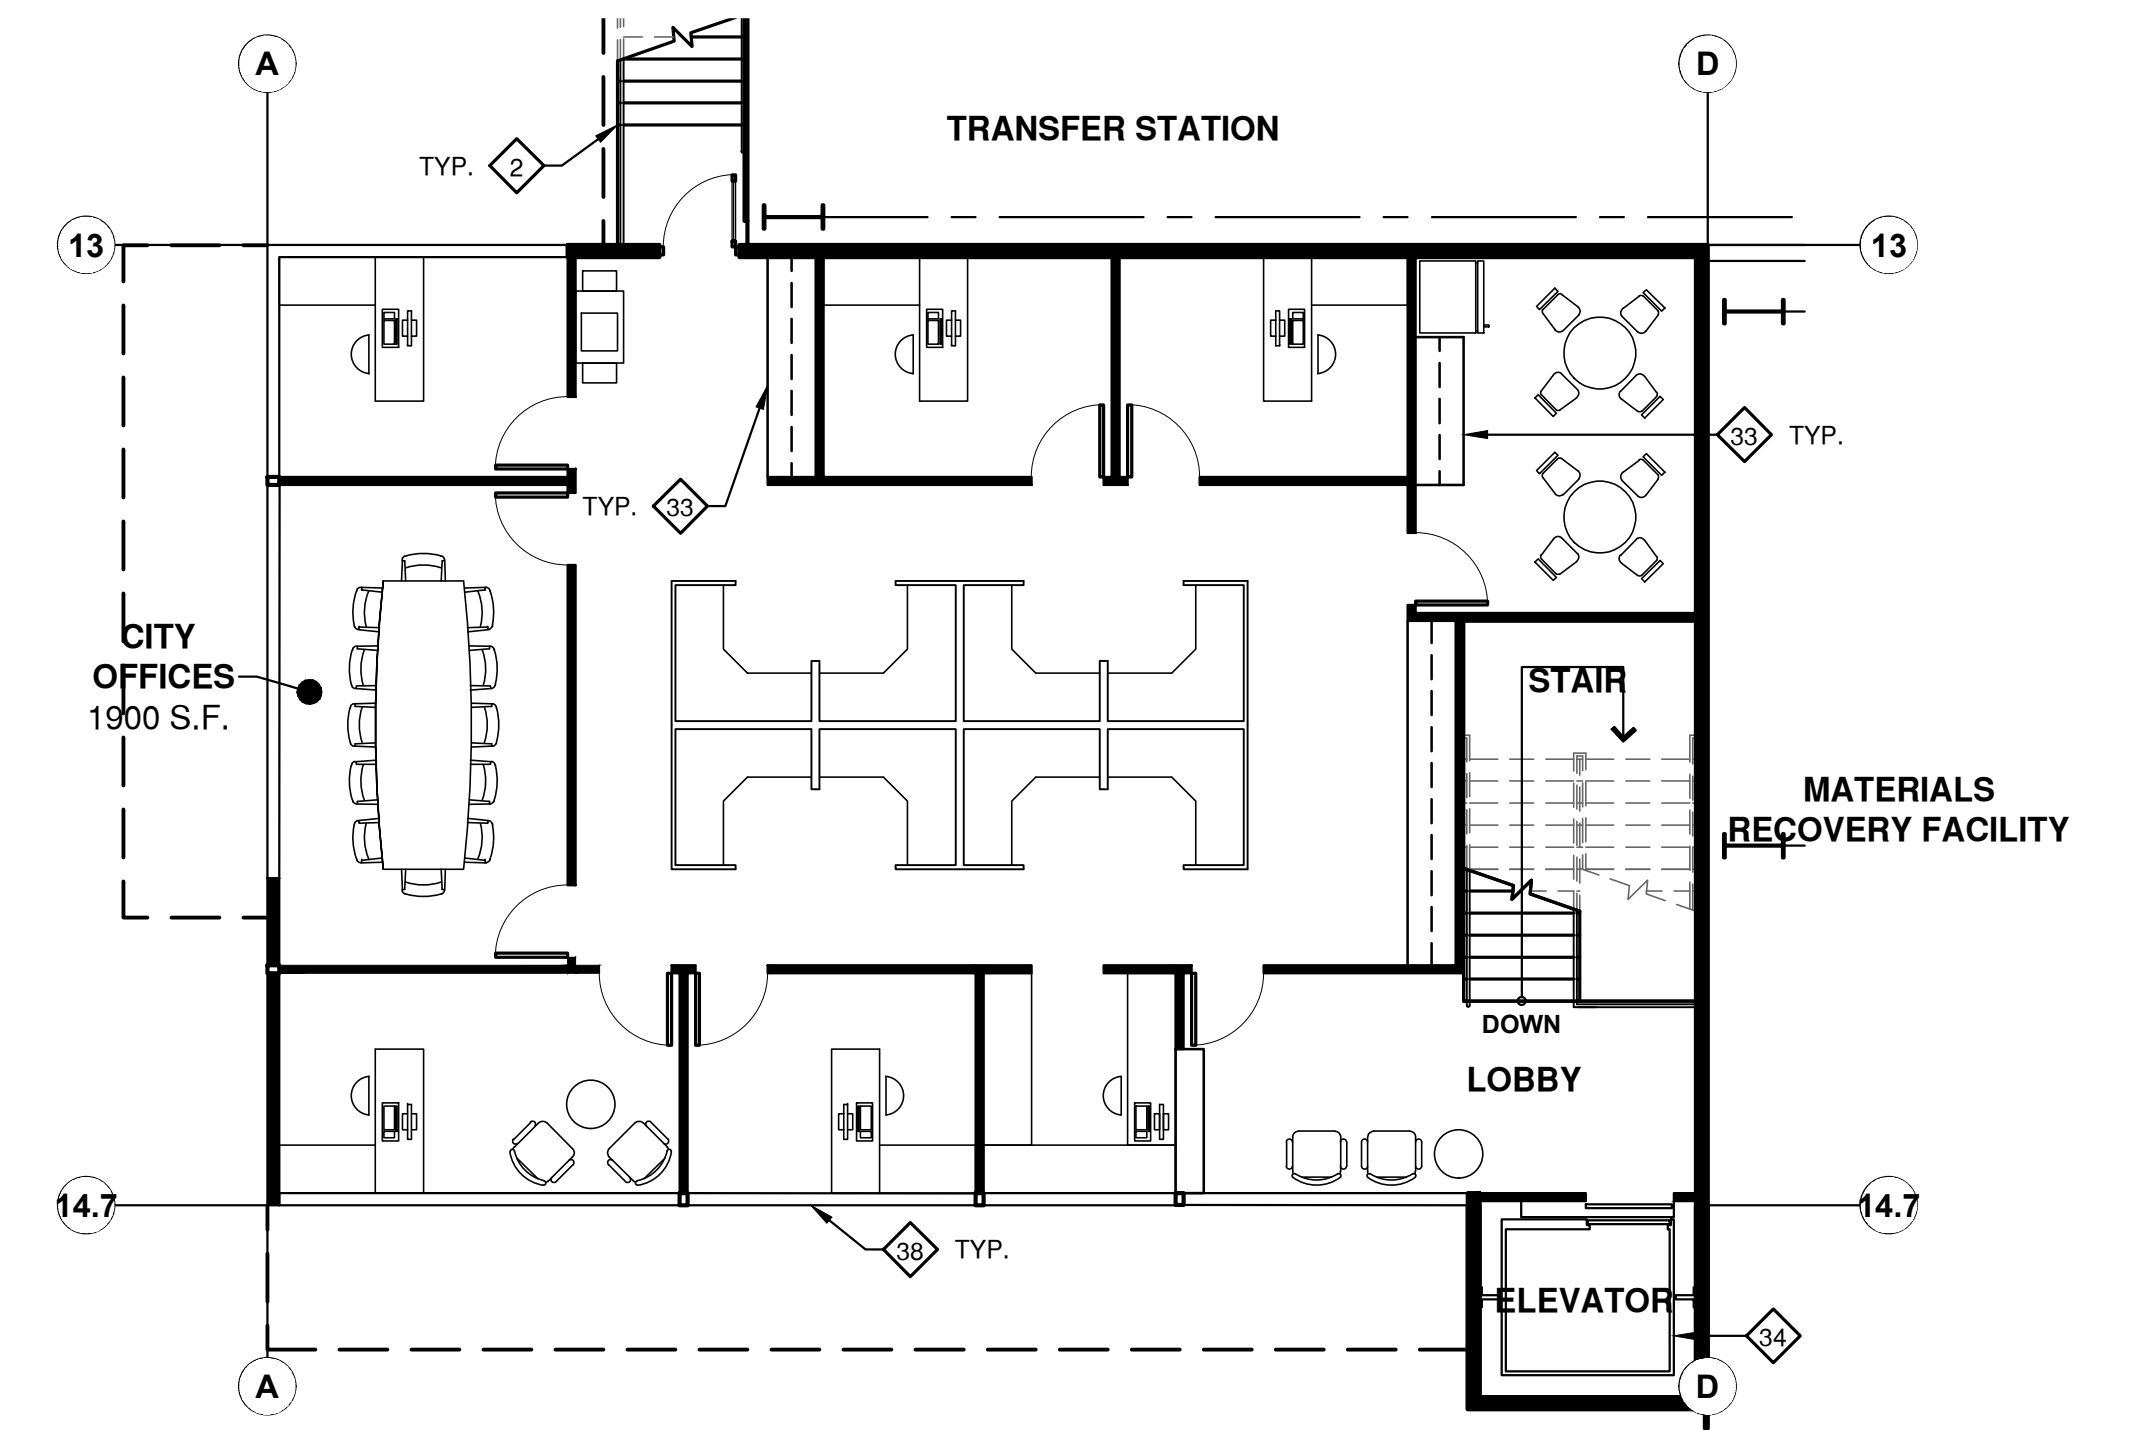 A
D
TRANSFER STATION
TYP. 2
13
13
33 TYP.
TYP. 33
CITY
OFFICES
1900 S.F.
STAIR
MATERIALS
RECOVERY FACILITY
DOWN
LOBBY
14.7
14.7
38 TYP.
ELEVATOR
34
A
D